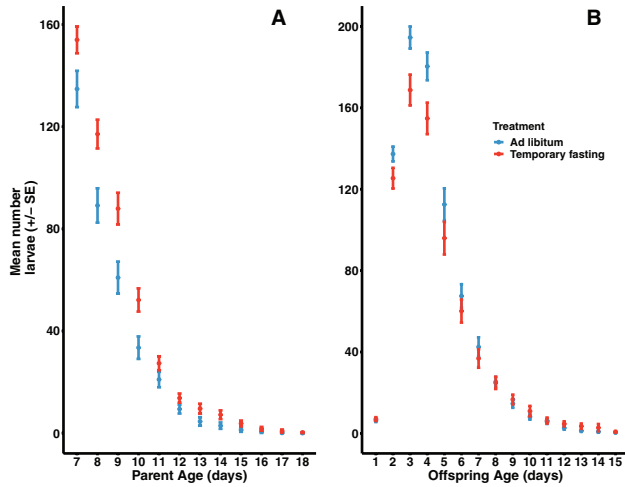 A
B
160
120
80
40
0
Mean number
larvae (+/− SE)
7 8 9 10 11 12 13 14 15 16 17 18
Parent Age (days)
200
160
120
80
40
0
Treatment
Ad libitum
Temporary fasting
1 2 3 4 5 6 7 8 9 10 11 12 13 14 15
Offspring Age (days)